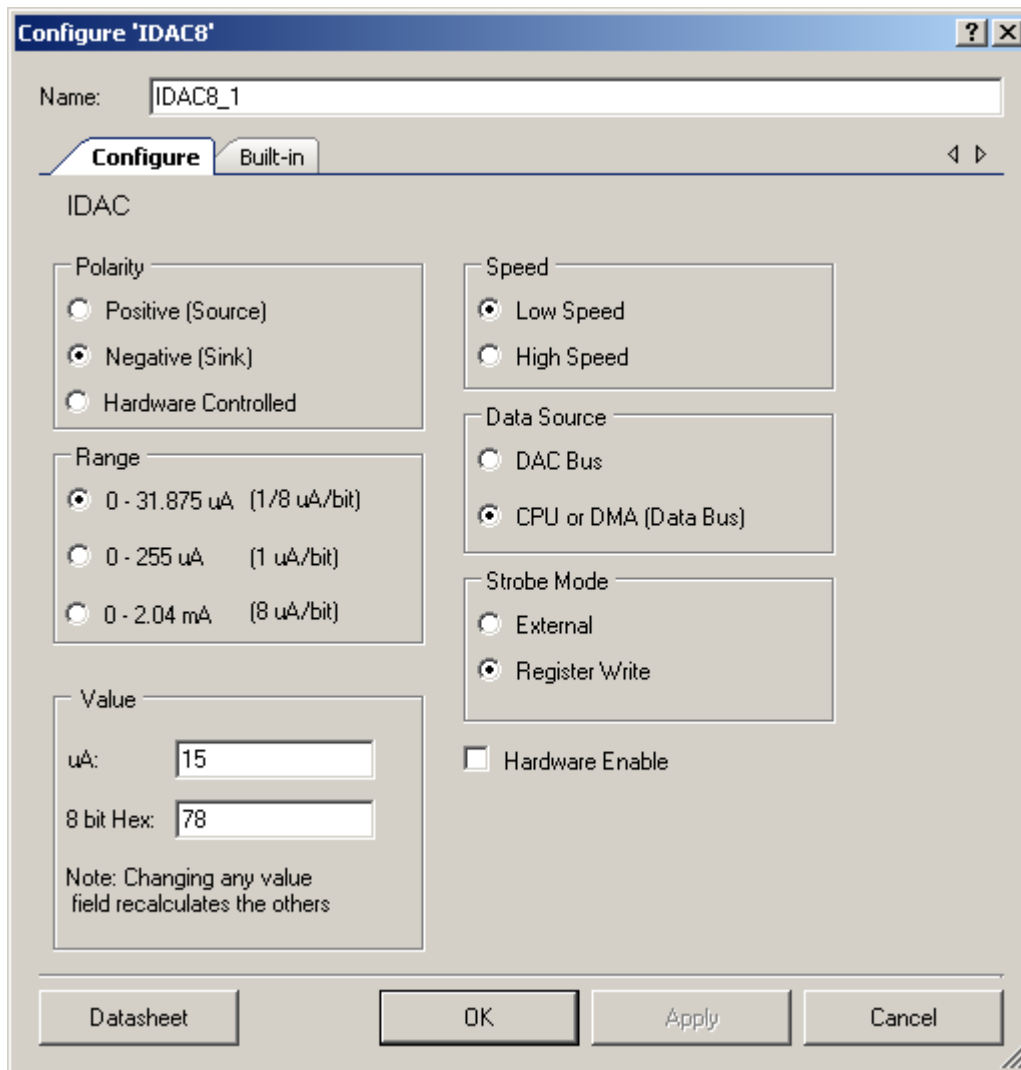 Configure 'IDAC8'
Name: IDAC8_1
Configure Built-in
IDAC
Polarity
Positive (Source)
Negative (Sink)
Hardware Controlled
Range
0 - 31.875 uA (1/8 uA/bit)
0 - 255 uA (1 uA/bit)
0 - 2.04 mA (8 uA/bit)
Value
uA: 15
8 bit Hex: 78
Note: Changing any value
field recalculates the others
Speed
Low Speed
High Speed
Data Source
DAC Bus
CPU or DMA (Data Bus)
Strobe Mode
External
Register Write
Hardware Enable
Datasheet OK Apply Cancel